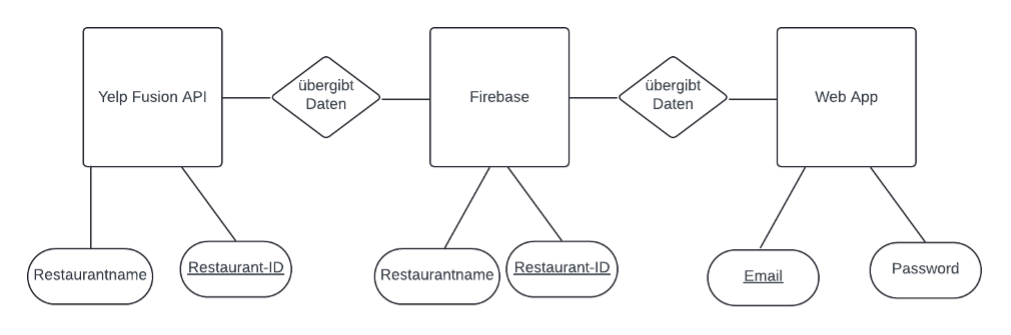 Yelp Fusion API
übergibt
Daten
Firebase
übergibt
Daten
Web App
Restaurantname
Restaurant-ID
Restaurantname
Restaurant-ID
Email
Password